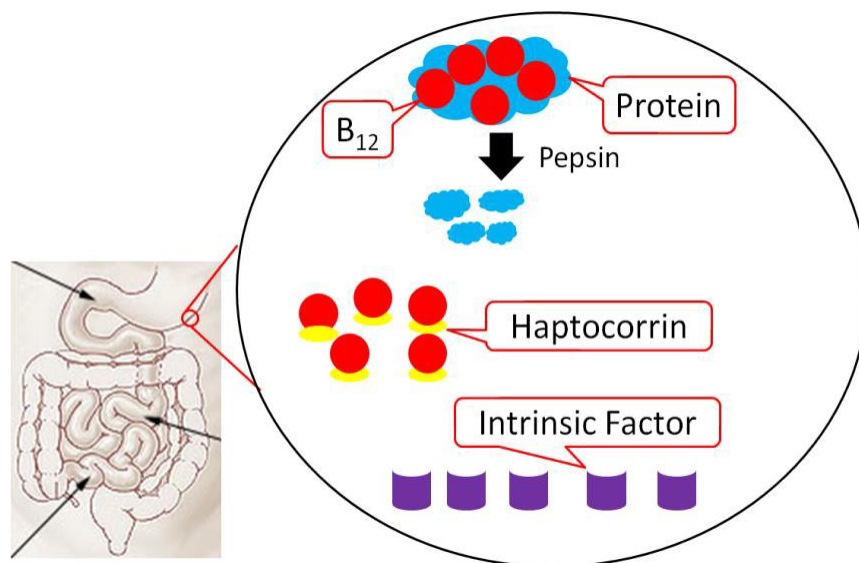 Protein
B₁₂
Pepsin
Haptocorrin
Intrinsic Factor